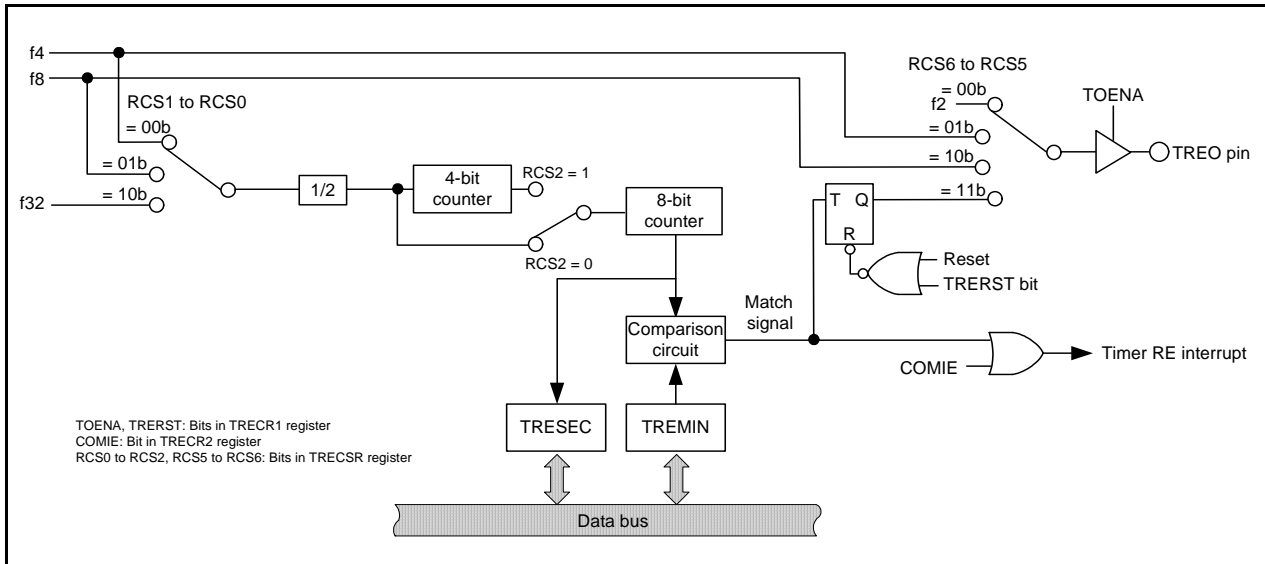 f4
f8
RCS1 to RCS0
= 00b
= 01b
f32
= 10b
1/2
4-bit
counter
RCS2 = 1
RCS2 = 0
8-bit
counter
RCS6 to RCS5
= 00b
f2
= 01b
= 10b
= 11b
TOENA
TREO pin
T Q
R
Reset
TRERST bit
Match
signal
Comparison
circuit
COMIE
Timer RE interrupt
TRESEC
TREMIN
TOENA, TRERST: Bits in TRECR1 register
COMIE: Bit in TRECR2 register
RCS0 to RCS2, RCS5 to RCS6: Bits in TRECSR register
Data bus